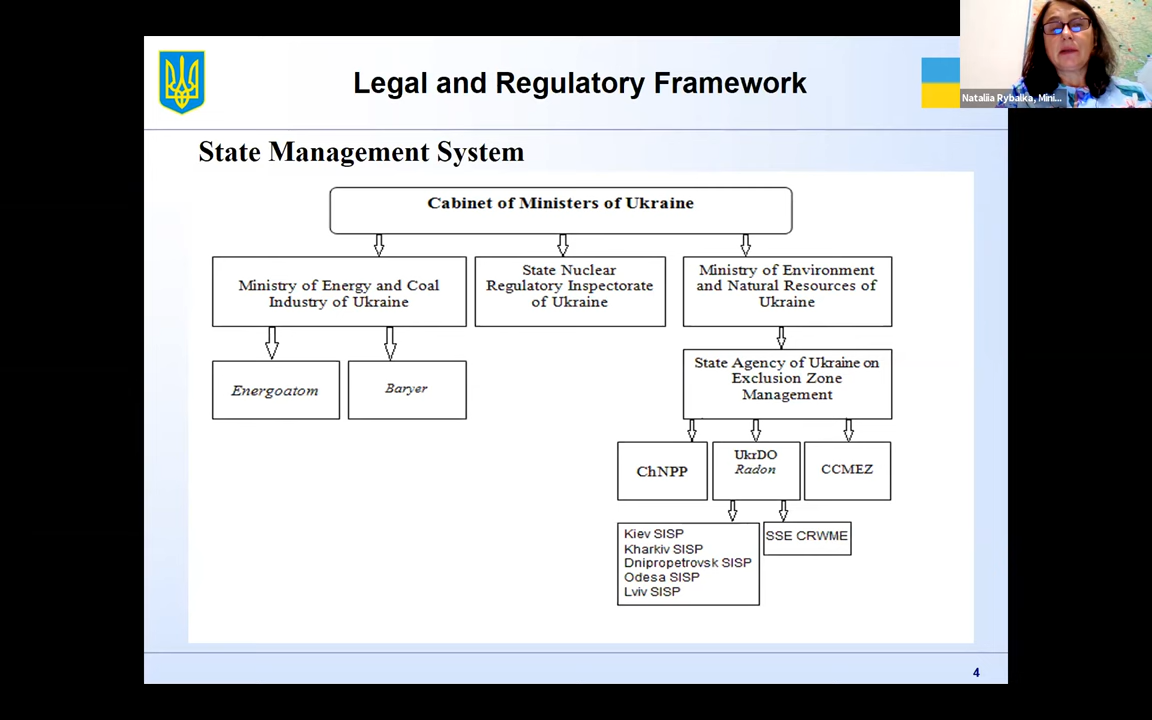 Legal and Regulatory Framework
Nataliia Rybalka, Mini...
State Management System
Cabinet of Ministers of Ukraine
Ministry of Energy and Coal
Industry of Ukraine
State Nuclear
Regulatory Inspectorate
of Ukraine
Ministry of Environment
and Natural Resources of
Ukraine
Energoatom
Baryer
State Agency of Ukraine on
Exclusion Zone
Management
ChNPP
UkrDO
Radon
CCMEZ
Kiev SISP
Kharkiv SISP
Dnipropetrovsk SISP
Odesa SISP
Lviv SISP
SSE CRWME
4